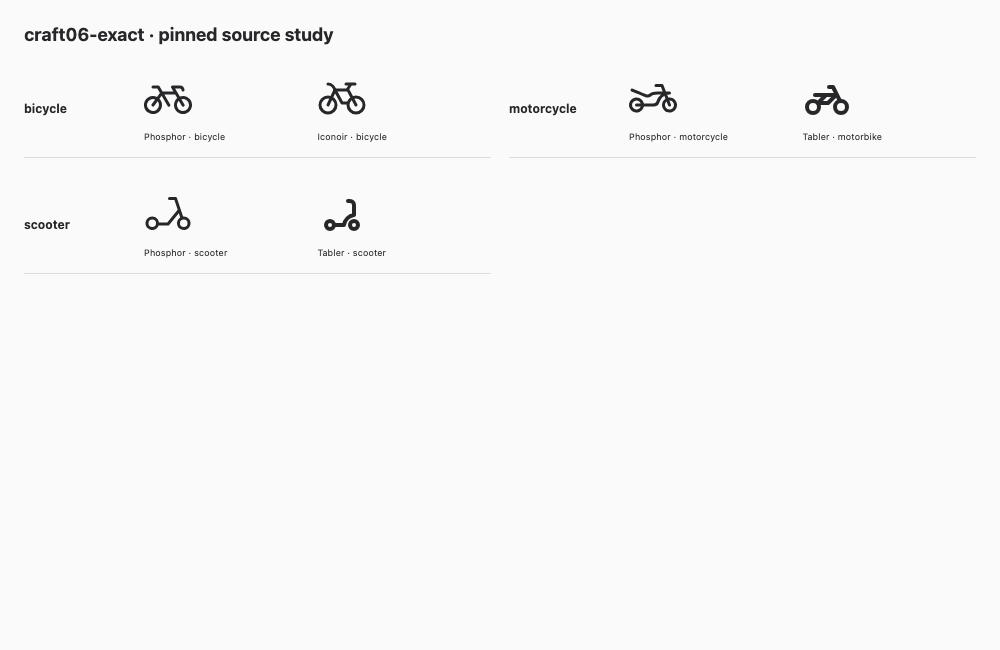 craft06-exact · pinned source study
bicycle
Phosphor · bicycle
Iconoir · bicycle
motorcycle
Phosphor · motorcycle
Tabler · motorbike
scooter
Phosphor · scooter
Tabler · scooter